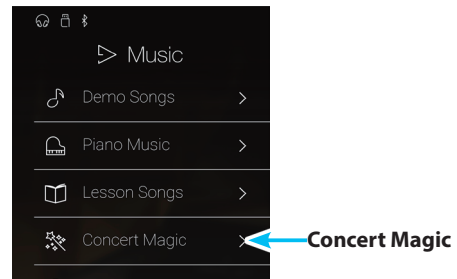 Music
Demo Songs
Piano Music
Lesson Songs
Concert Magic
Concert Magic